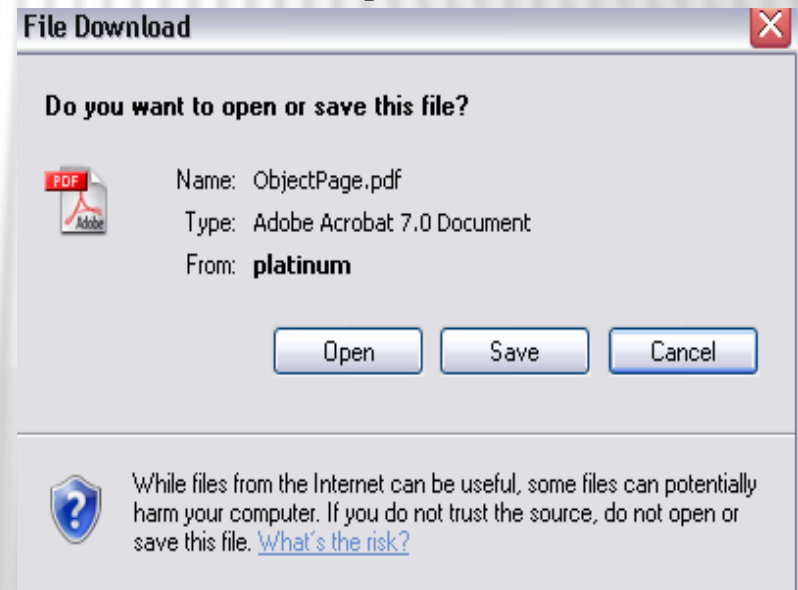 File Download
Do you want to open or save this file?
PDF
Adobe
Name: ObjectPage.pdf
Type: Adobe Acrobat 7.0 Document
From: platinum
Open Save Cancel
While files from the Internet can be useful, some files can potentially
harm your computer. If you do not trust the source, do not open or
save this file. What's the risk?